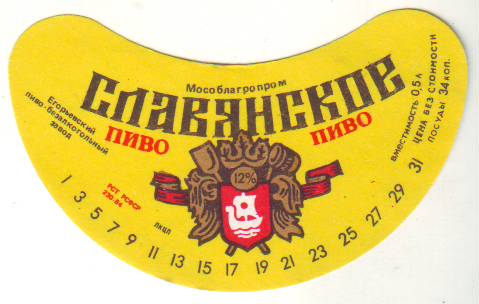 Мособлагропром
СЛАВЯНСКОЕ
ПИВО ПИВО
Егорьевский
пиво-безалкогольный
завод
вместимость 0,5 л
ЦЕНА БЕЗ СТОИМОСТИ
ПОСУДЫ 34 коп.
12%
РСТ РСФСР
230.84
ЛКЦП
1 3 5 7 9 11 13 15 17 19 21 23 25 27 29 31